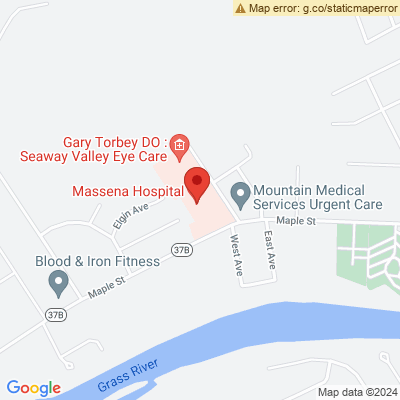 Map error: g.co/staticmaperror
Gary Torbey DO :
Seaway Valley Eye Care
Massena Hospital
Mountain Medical
Services Urgent Care
Elgin Ave
Maple St
West Ave
East Ave
37B
Blood & Iron Fitness
Maple St
37B
Grass River
Google
Map data ©2024